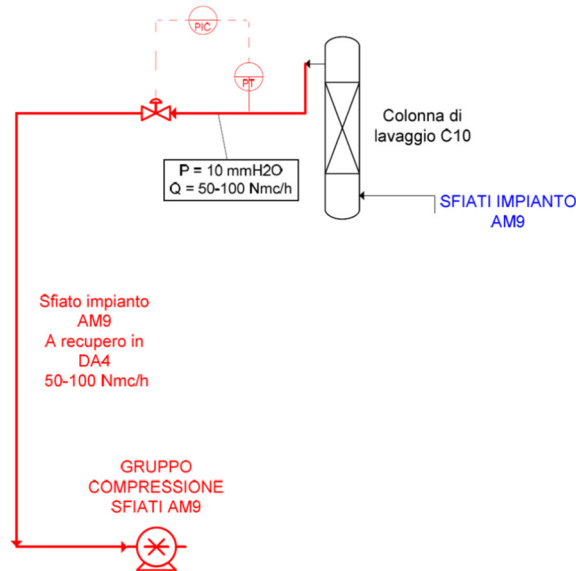 PIC
PT
Colonna di
lavaggio C10
P = 10 mmH2O
Q = 50-100 Nmc/h
SFIATI IMPIANTO
AM9
Sfiato impianto
AM9
A recupero in
DA4
50-100 Nmc/h
GRUPPO
COMPRESSIONE
SFIATI AM9